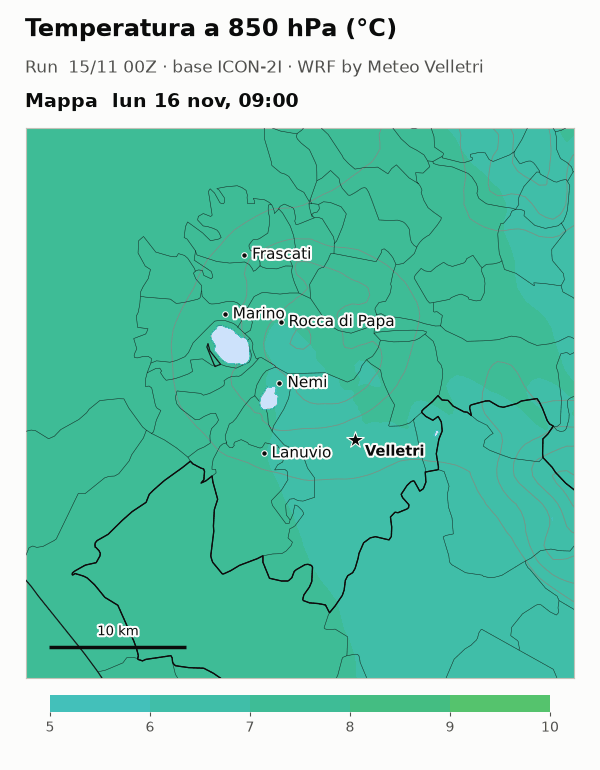 Temperatura a 850 hPa (°C)
Run  15/11 00Z · base ICON-2I · WRF by Meteo Velletri
Mappa  lun 16 nov, 09:00
Frascati
Marino
Rocca di Papa
Nemi
Velletri
Lanuvio
10 km
5 6 7 8 9 10